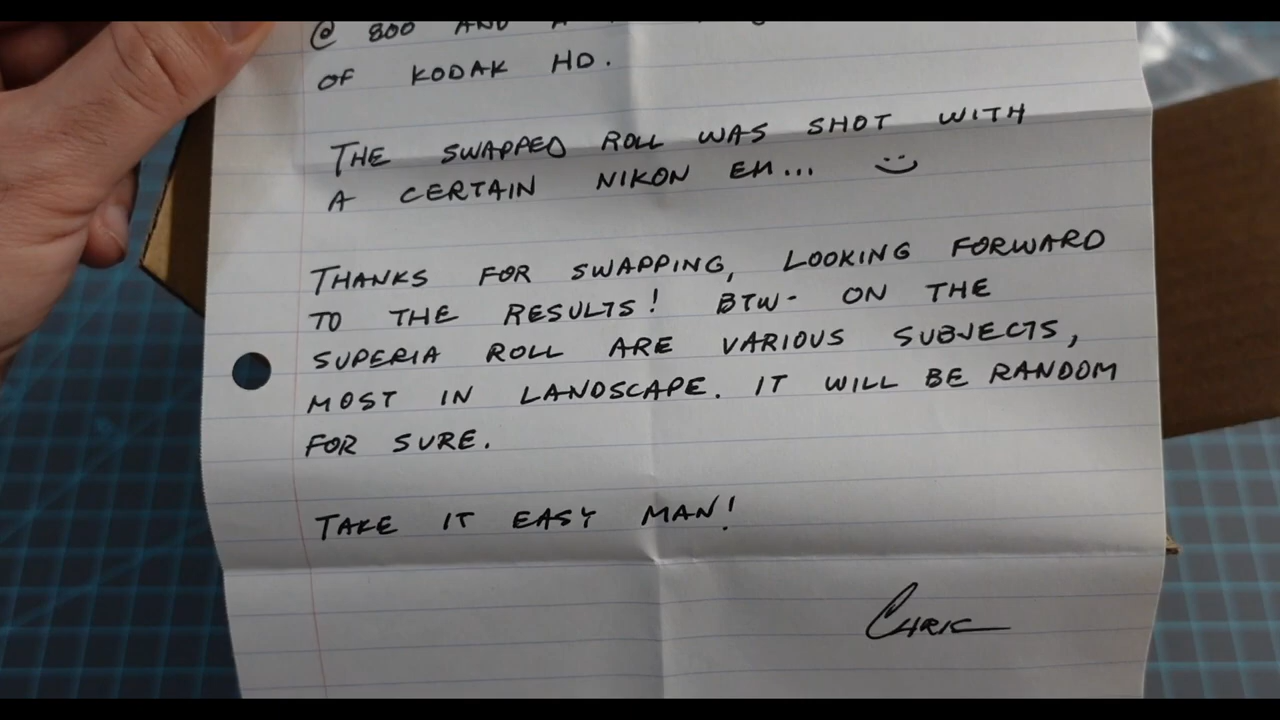 @ 800 AND A
OF KODAK HD.
THE SWAPPED ROLL WAS SHOT WITH
A CERTAIN NIKON EM... :)
THANKS FOR SWAPPING, LOOKING FORWARD
TO THE RESULTS! BTW- ON THE
SUPERIA ROLL ARE VARIOUS SUBJECTS,
MOST IN LANDSCAPE. IT WILL BE RANDOM
FOR SURE.
TAKE IT EASY MAN!